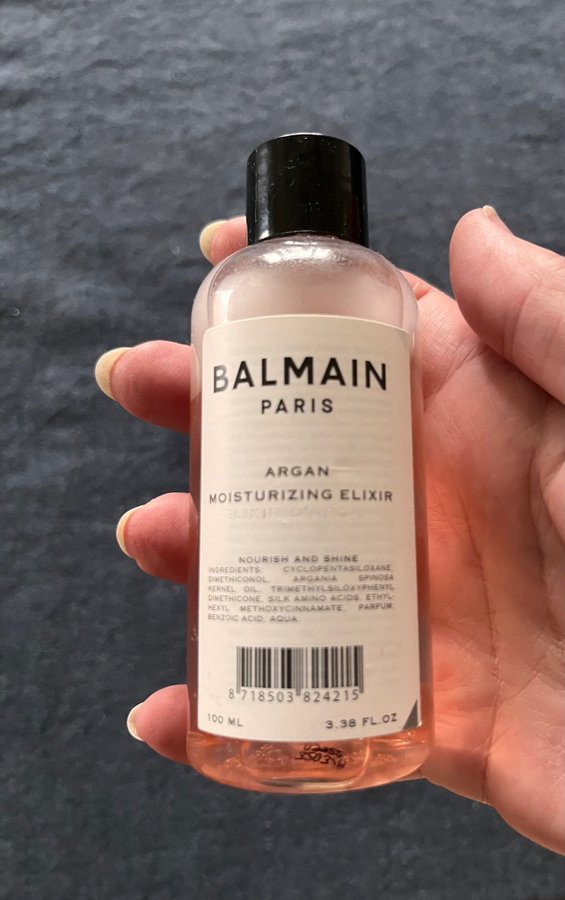 BALMAIN
PARIS
ARGAN
MOISTURIZING ELIXIR
NOURISH AND SHINE
INGREDIENTS: CYCLOPENTASILOXANE,
DIMETHICONOL, ARGANIA SPINOSA
KERNEL OIL, TRIMETHYLSILOXYPHENYL
DIMETHICONE, SILK AMINO ACIDS, ETHYL-
HEXYL METHOXYCINNAMATE, PARFUM,
BENZOIC ACID, AQUA.
8 718503 824215
100 ML 3.38 FL.OZ